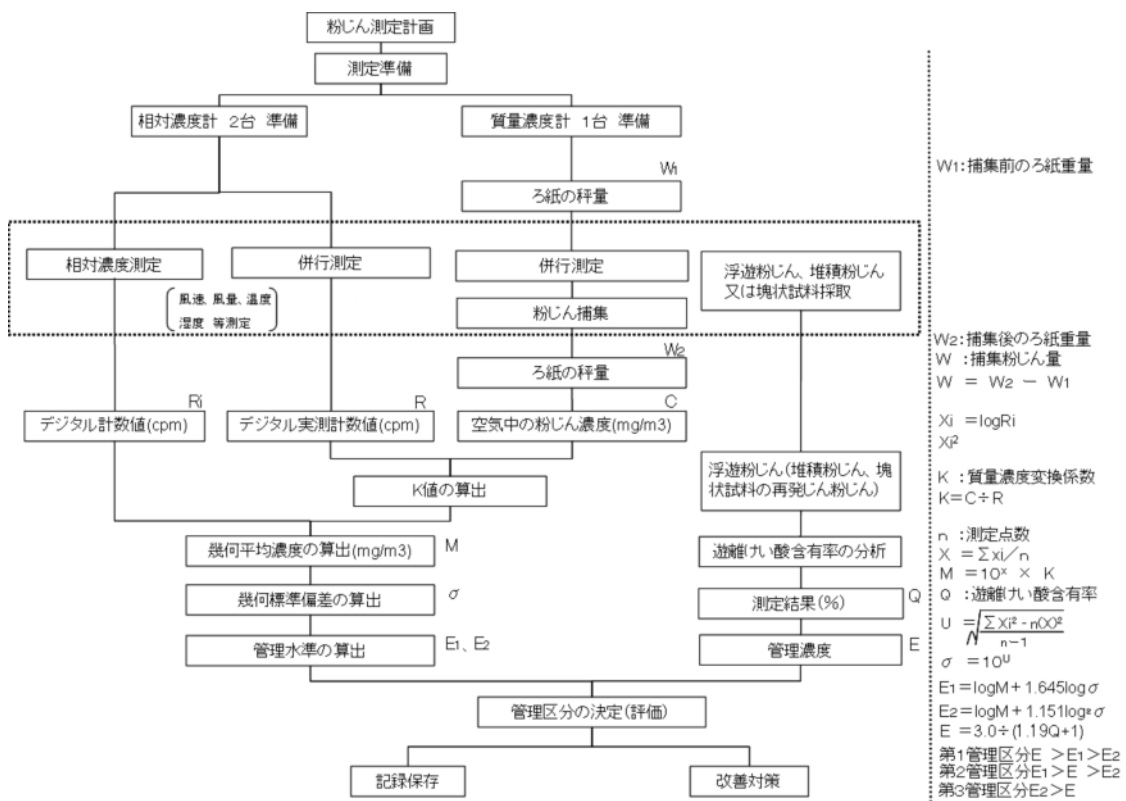 粉じん測定計画
測定準備
相対濃度計 2台 準備
質量濃度計 1台 準備
W1
ろ紙の秤量
相対濃度測定
併行測定
併行測定
浮遊粉じん、堆積粉じん
又は塊状試料採取
風速、風量、温度
湿度 等測定
粉じん捕集
W2
ろ紙の秤量
Ri
デジタル計数値(cpm)
R
デジタル実測計数値(cpm)
C
空気中の粉じん濃度(mg/m3)
浮遊粉じん(堆積粉じん、塊
状試料の再発じん粉じん)
K値の算出
幾何平均濃度の算出(mg/m3)
M
遊離けい酸含有率の分析
幾何標準偏差の算出
σ
測定結果(%)
Q
管理水準の算出
E1、E2
管理濃度
E
管理区分の決定(評価)
記録保存
改善対策
W1:捕集前のろ紙重量
W2:捕集後のろ紙重量
W :捕集粉じん量
W = W2 - W1
Xi =logRi
Xi²
K :質量濃度変換係数
K=C÷R
n :測定点数
X =∑xi/n
M =10ˣ × K
Q :遊離けい酸含有率
U =√((∑Xi²-n(X)²)/(n-1))
σ =10ᵁ
E1=logM+1.645logσ
E2=logM+1.151log²σ
E =3.0÷(1.19Q+1)
第1管理区分E >E1>E2
第2管理区分E1>E >E2
第3管理区分E2>E